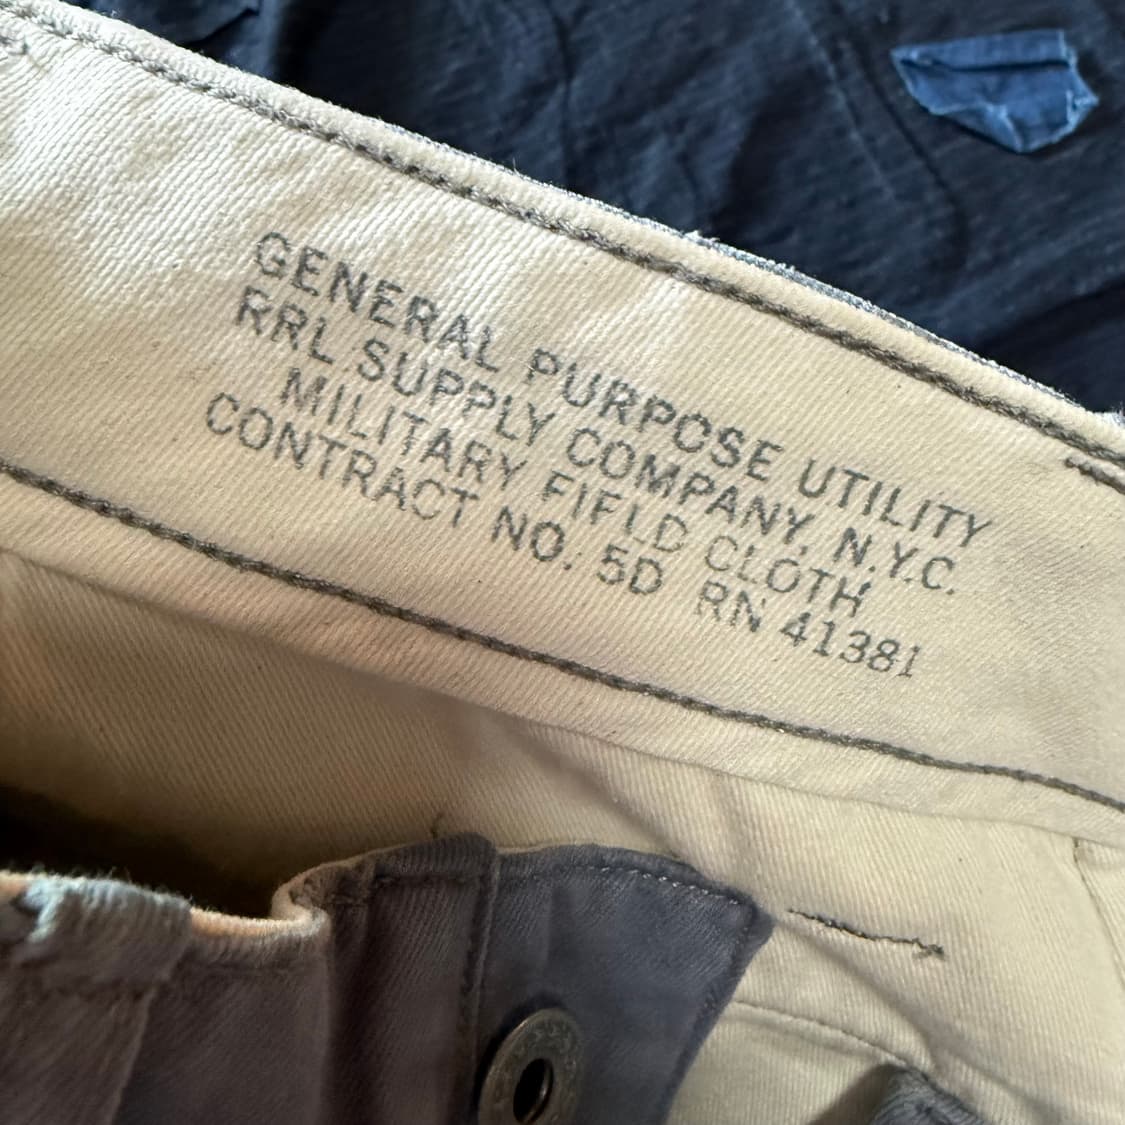 GENERAL PURPOSE UTILITY
RRL SUPPLY COMPANY, N.Y.C.
MILITARY FIELD CLOTH
CONTRACT NO. 5D RN 41381